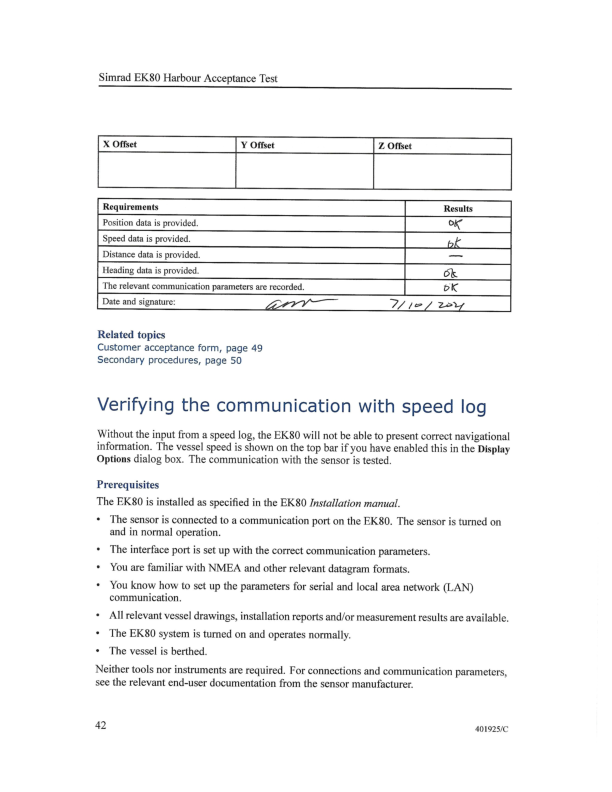 Simrad EK80 Harbour Acceptance Test
X Offset Y Offset Z Offset
Requirements Results
Position data is provided. OK
Speed data is provided. ok
Distance data is provided. —
Heading data is provided. ok
The relevant communication parameters are recorded. OK
Date and signature: 7/10/2021
Related topics
Customer acceptance form, page 49
Secondary procedures, page 50
Verifying the communication with speed log
Without the input from a speed log, the EK80 will not be able to present correct navigational
information. The vessel speed is shown on the top bar if you have enabled this in the Display
Options dialog box. The communication with the sensor is tested.
Prerequisites
The EK80 is installed as specified in the EK80 Installation manual.
• The sensor is connected to a communication port on the EK80. The sensor is turned on
and in normal operation.
• The interface port is set up with the correct communication parameters.
• You are familiar with NMEA and other relevant datagram formats.
• You know how to set up the parameters for serial and local area network (LAN)
communication.
• All relevant vessel drawings, installation reports and/or measurement results are available.
• The EK80 system is turned on and operates normally.
• The vessel is berthed.
Neither tools nor instruments are required. For connections and communication parameters,
see the relevant end-user documentation from the sensor manufacturer.
42 401925/C